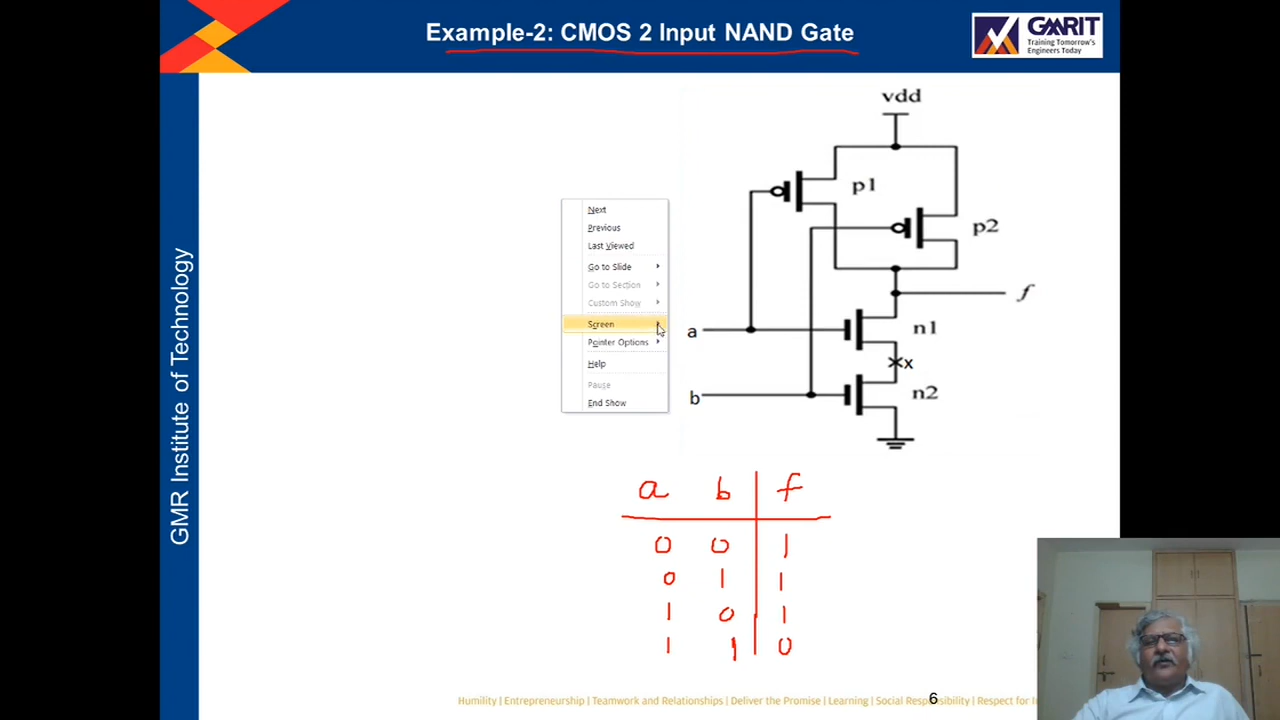 Example-2: CMOS 2 Input NAND Gate
GMRIT
Training Tomorrow's
Engineers Today
GMR Institute of Technology
vdd
p1
p2
f
a
n1
x
b
n2
Next
Previous
Last Viewed
Go to Slide
Go to Section
Custom Show
Screen
Pointer Options
Help
Pause
End Show
a b f
0 0 1
0 1 1
1 0 1
1 1 0
Humility | Entrepreneurship | Teamwork and Relationships | Deliver the Promise | Learning | Social Responsibility | Respect for In
6